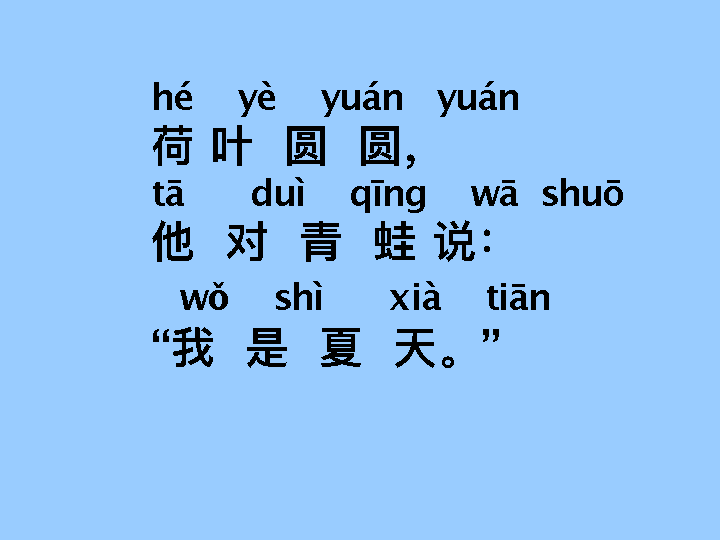 hé yè yuán yuán
荷 叶 圆 圆，
tā duì qīng wā shuō
他 对 青 蛙 说：
wǒ shì xià tiān
“我 是 夏 天。”